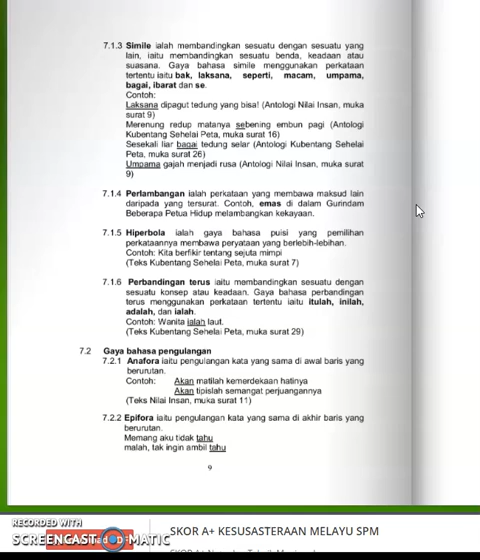 7.1.3 Simile ialah membandingkan sesuatu dengan sesuatu yang
lain, iaitu membandingkan sesuatu benda, keadaan atau
suasana. Gaya bahasa simile menggunakan perkataan
tertentu iaitu bak, laksana, seperti, macam, umpama,
bagai, ibarat dan se.
Contoh:
Laksana dipagut tedung yang bisa! (Antologi Nilai Insan, muka
surat 9)
Merenung redup matanya sebening embun pagi (Antologi
Kubentang Sehelai Peta, muka surat 16)
Sesekali liar bagai tedung selar (Antologi Kubentang Sehelai
Peta, muka surat 26)
Umpama gajah menjadi rusa (Antologi Nilai Insan, muka surat
9)
7.1.4 Perlambangan ialah perkataan yang membawa maksud lain
daripada yang tersurat. Contoh, emas di dalam Gurindam
Beberapa Petua Hidup melambangkan kekayaan.
7.1.5 Hiperbola ialah gaya bahasa puisi yang pemilihan
perkataannya membawa peryataan yang berlebih-lebihan.
Contoh: Kita berfikir tentang sejuta mimpi
(Teks Kubentang Sehelai Peta, muka surat 7)
7.1.6 Perbandingan terus iaitu membandingkan sesuatu dengan
sesuatu konsep atau keadaan. Gaya bahasa perbandingan
terus menggunakan perkataan tertentu iaitu itulah, inilah,
adalah, dan ialah.
Contoh: Wanita ialah laut.
(Teks Kubentang Sehelai Peta, muka surat 29)
7.2 Gaya bahasa pengulangan
7.2.1 Anafora iaitu pengulangan kata yang sama di awal baris yang
berurutan.
Contoh: Akan matilah kemerdekaan hatinya
Akan tipislah semangat perjuangannya
(Teks Nilai Insan, muka surat 11)
7.2.2 Epifora iaitu pengulangan kata yang sama di akhir baris yang
berurutan.
Memang aku tidak tahu
malah, tak ingin ambil tahu
9
RECORDED WITH
SCREENCAST-O-MATIC
SKOR A+ KESUSASTERAAN MELAYU SPM